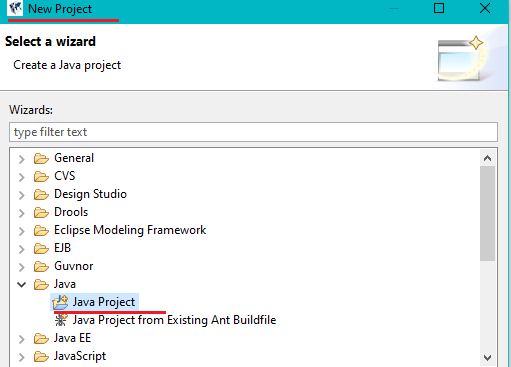 New Project
Select a wizard
Create a Java project
Wizards:
type filter text
General
CVS
Design Studio
Drools
Eclipse Modeling Framework
EJB
Guvnor
Java
Java Project
Java Project from Existing Ant Buildfile
Java EE
JavaScript